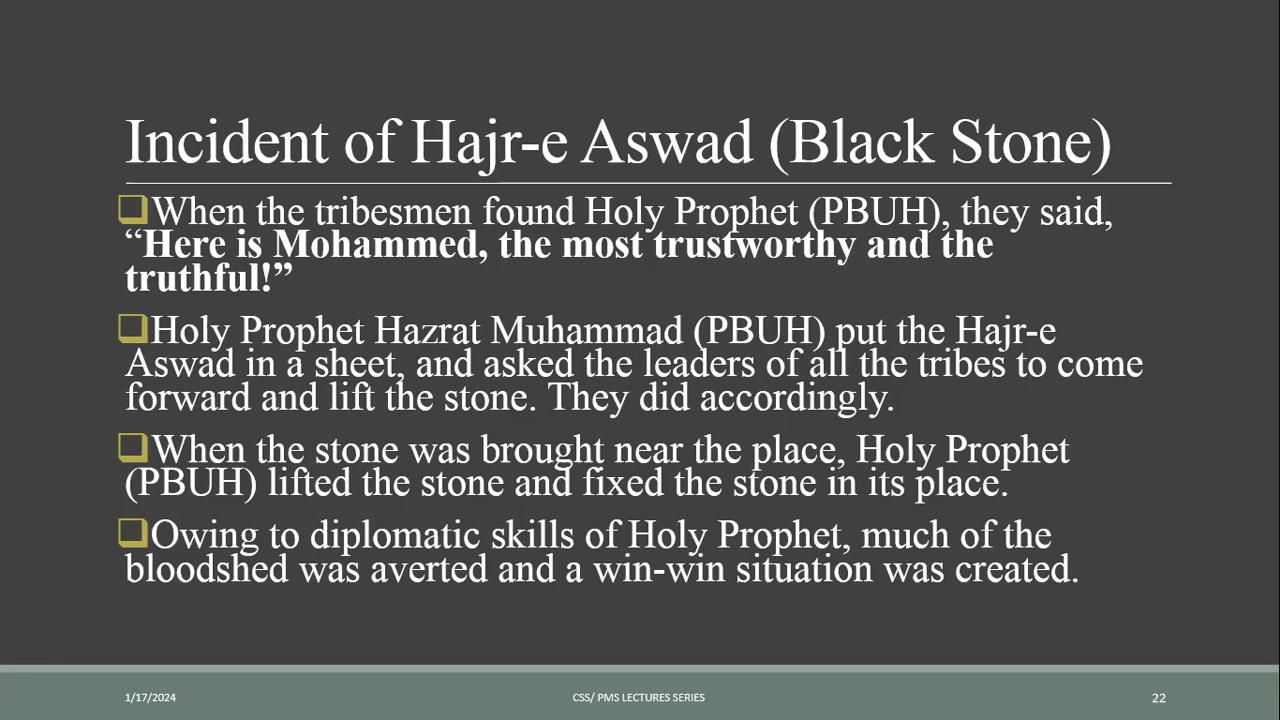 Incident of Hajr-e Aswad (Black Stone)
❑When the tribesmen found Holy Prophet (PBUH), they said,
“Here is Mohammed, the most trustworthy and the
truthful!”
❑Holy Prophet Hazrat Muhammad (PBUH) put the Hajr-e
Aswad in a sheet, and asked the leaders of all the tribes to come
forward and lift the stone. They did accordingly.
❑When the stone was brought near the place, Holy Prophet
(PBUH) lifted the stone and fixed the stone in its place.
❑Owing to diplomatic skills of Holy Prophet, much of the
bloodshed was averted and a win-win situation was created.
1/17/2024
CSS/ PMS LECTURES SERIES
22